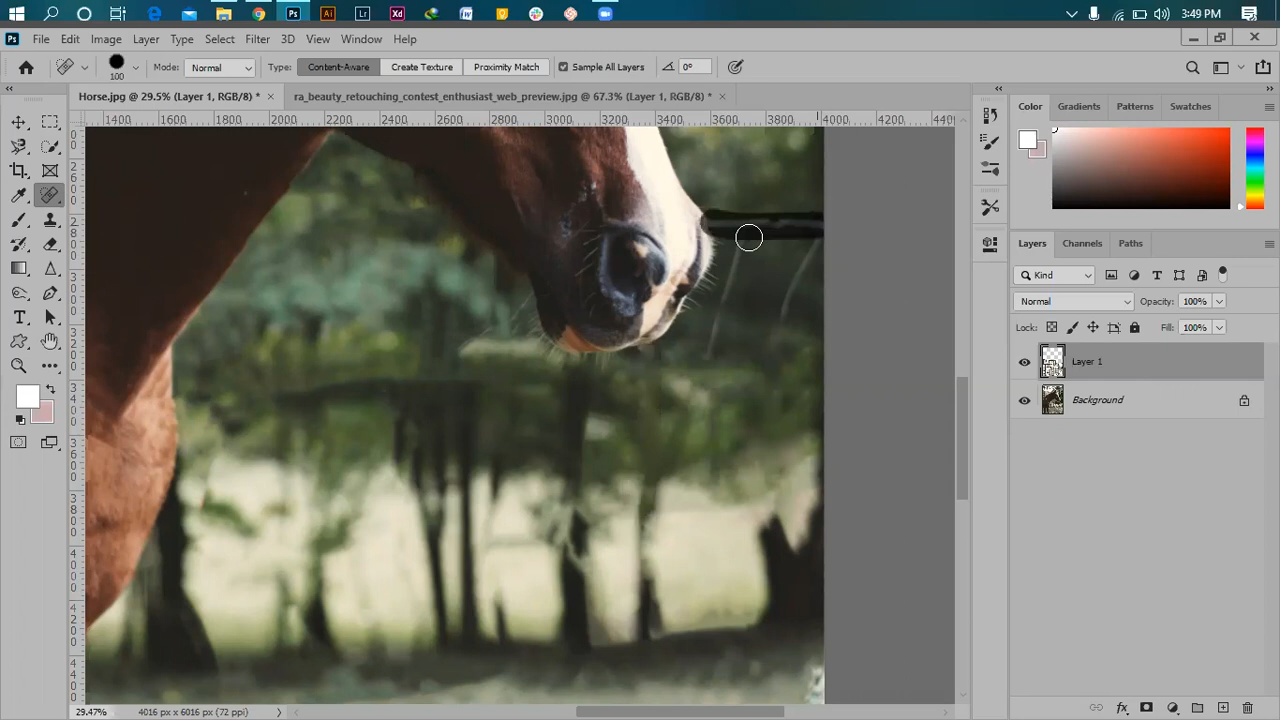 3:49 PM
File Edit Image Layer Type Select Filter 3D View Window Help
100 Mode: Normal Type: Content-Aware Create Texture Proximity Match Sample All Layers 0°
Horse.jpg @ 29.5% (Layer 1, RGB/8) * ra_beauty_retouching_contest_enthusiast_web_preview.jpg @ 67.3% (Layer 1, RGB/8) *
1400 1600 1800 2000 2200 2400 2600 2800 3000 3200 3400 3600 3800 4000 4200
Color Gradients Patterns Swatches
Layers Channels Paths
Kind
Normal Opacity: 100%
Lock: Fill: 100%
Layer 1
Background
29.47% 4016 px x 6016 px (72 ppi)